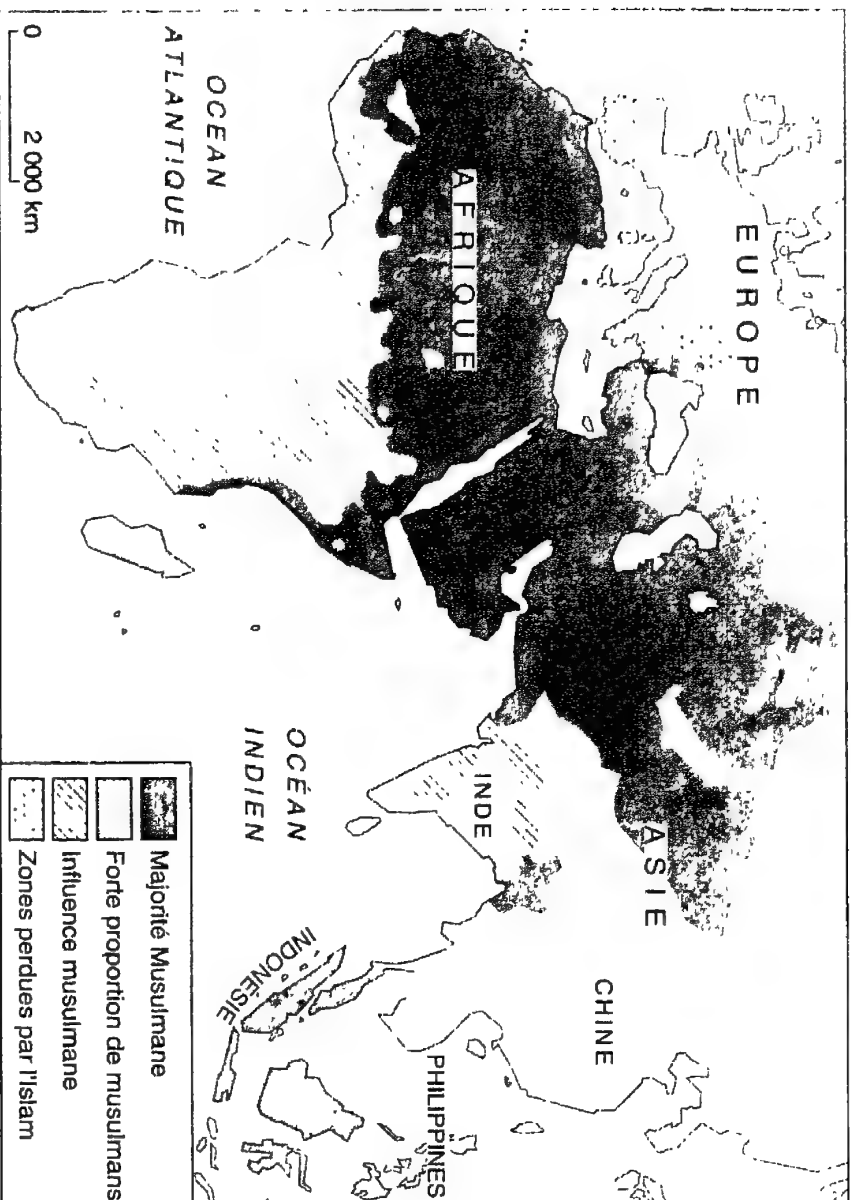 EUROPE
ASIE
CHINE
AFRIQUE
INDE
PHILIPPINES
OCEAN
ATLANTIQUE
OCÉAN
INDIEN
INDONÉSIE
0 2 000 km
Majorité Musulmane
Forte proportion de musulmans
Influence musulmane
Zones perdues par l'Islam